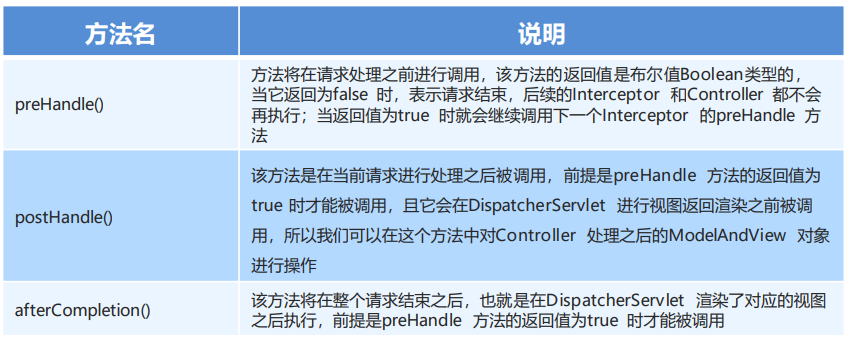 方法名
说明
preHandle()
方法将在请求处理之前进行调用，该方法的返回值是布尔值Boolean类型的，
当它返回为false 时，表示请求结束，后续的Interceptor 和Controller 都不会
再执行；当返回值为true 时就会继续调用下一个Interceptor 的preHandle 方
法
postHandle()
该方法是在当前请求进行处理之后被调用，前提是preHandle 方法的返回值为
true 时才能被调用，且它会在DispatcherServlet 进行视图返回渲染之前被调
用，所以我们可以在这个方法中对Controller 处理之后的ModelAndView 对象
进行操作
afterCompletion()
该方法将在整个请求结束之后，也就是在DispatcherServlet 渲染了对应的视图
之后执行，前提是preHandle 方法的返回值为true 时才能被调用